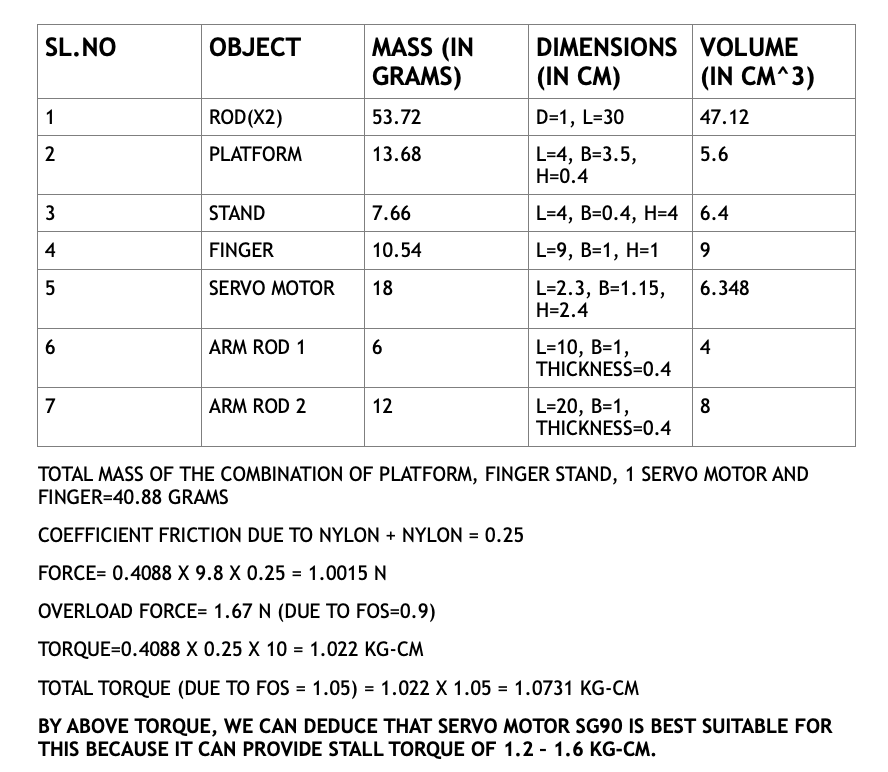 SL.NO OBJECT MASS (IN GRAMS) DIMENSIONS (IN CM) VOLUME (IN CM^3)
1 ROD(X2) 53.72 D=1, L=30 47.12
2 PLATFORM 13.68 L=4, B=3.5, H=0.4 5.6
3 STAND 7.66 L=4, B=0.4, H=4 6.4
4 FINGER 10.54 L=9, B=1, H=1 9
5 SERVO MOTOR 18 L=2.3, B=1.15, H=2.4 6.348
6 ARM ROD 1 6 L=10, B=1, THICKNESS=0.4 4
7 ARM ROD 2 12 L=20, B=1, THICKNESS=0.4 8
TOTAL MASS OF THE COMBINATION OF PLATFORM, FINGER STAND, 1 SERVO MOTOR AND
FINGER=40.88 GRAMS
COEFFICIENT FRICTION DUE TO NYLON + NYLON = 0.25
FORCE= 0.4088 X 9.8 X 0.25 = 1.0015 N
OVERLOAD FORCE= 1.67 N (DUE TO FOS=0.9)
TORQUE=0.4088 X 0.25 X 10 = 1.022 KG-CM
TOTAL TORQUE (DUE TO FOS = 1.05) = 1.022 X 1.05 = 1.0731 KG-CM
BY ABOVE TORQUE, WE CAN DEDUCE THAT SERVO MOTOR SG90 IS BEST SUITABLE FOR
THIS BECAUSE IT CAN PROVIDE STALL TORQUE OF 1.2 – 1.6 KG-CM.